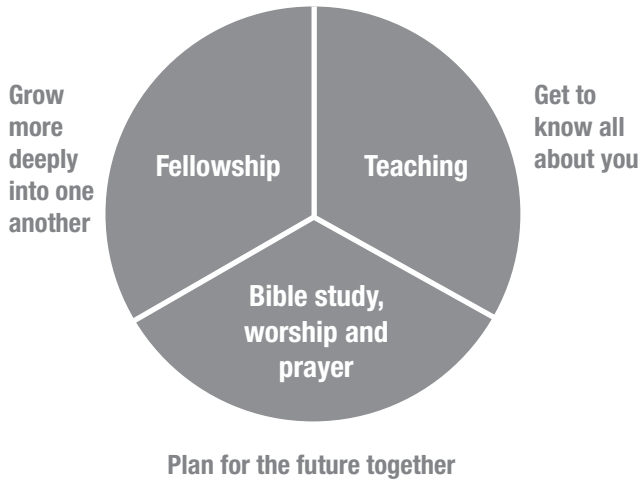 Grow
more
deeply
into one
another
Fellowship
Teaching
Get to
know all
about you
Bible study,
worship and
prayer
Plan for the future together